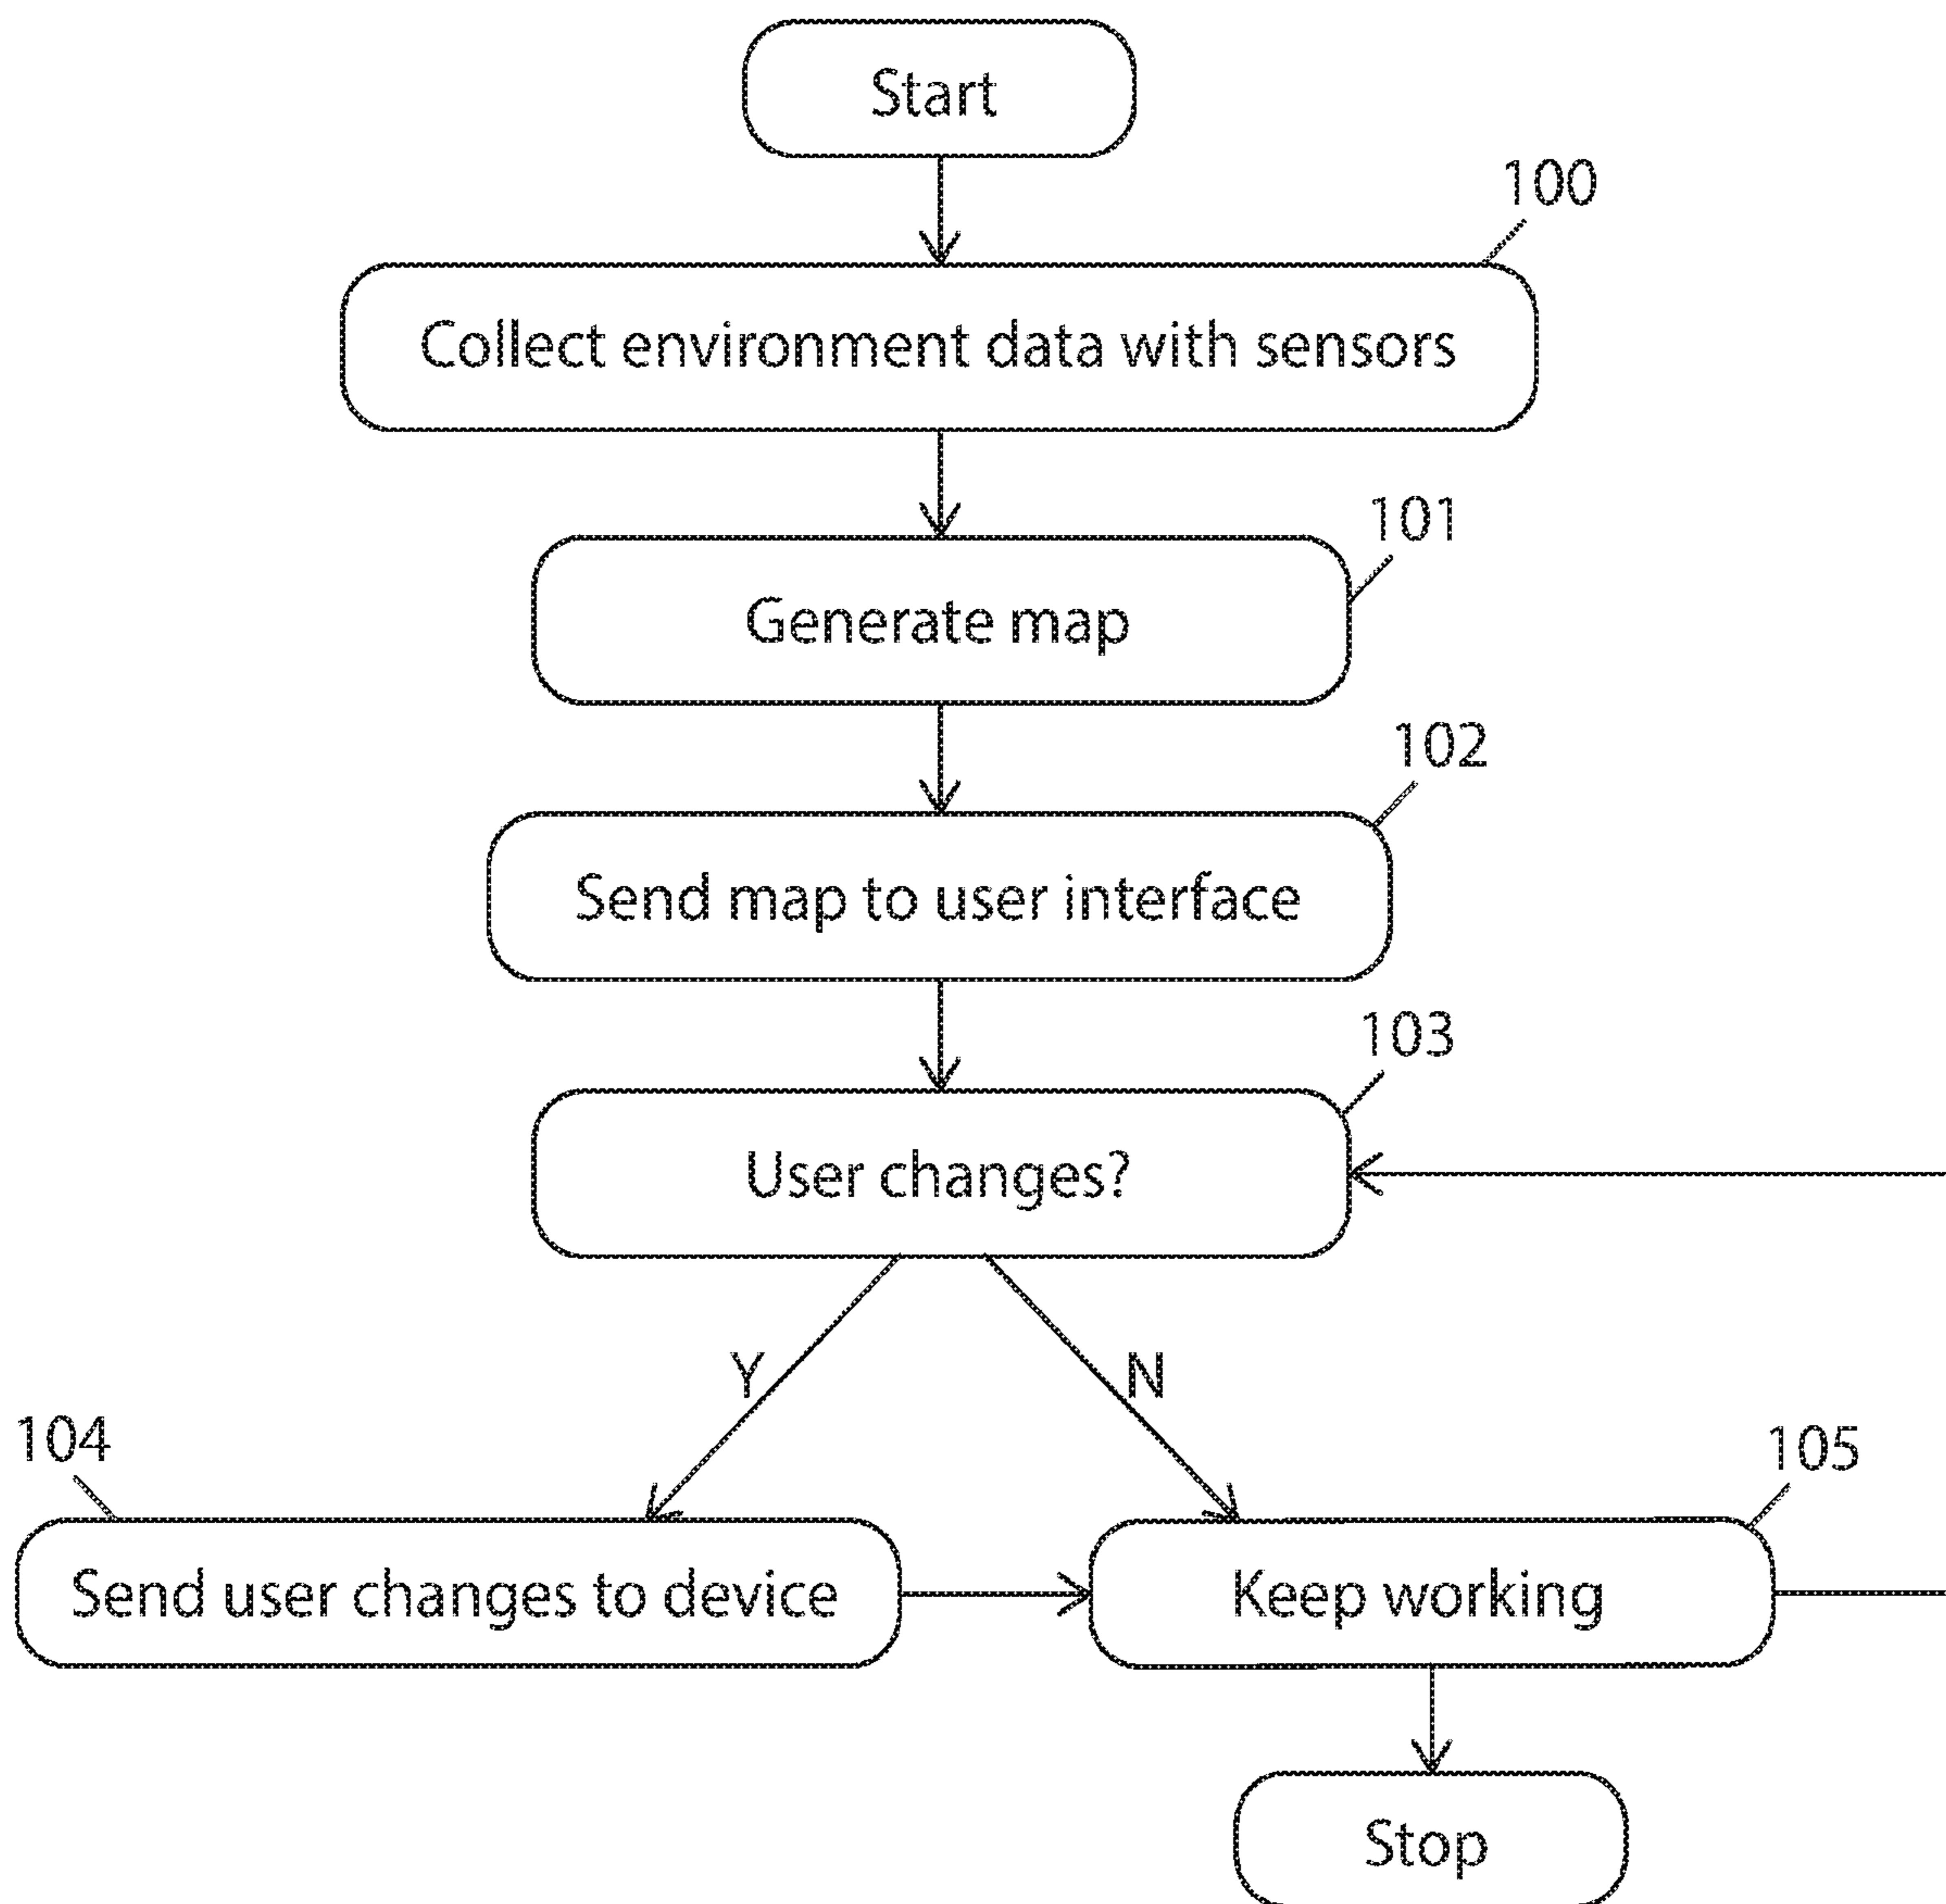 Start
100
Collect environment data with sensors
101
Generate map
102
Send map to user interface
103
User changes?
Y
N
104
105
Send user changes to device
Keep working
Stop